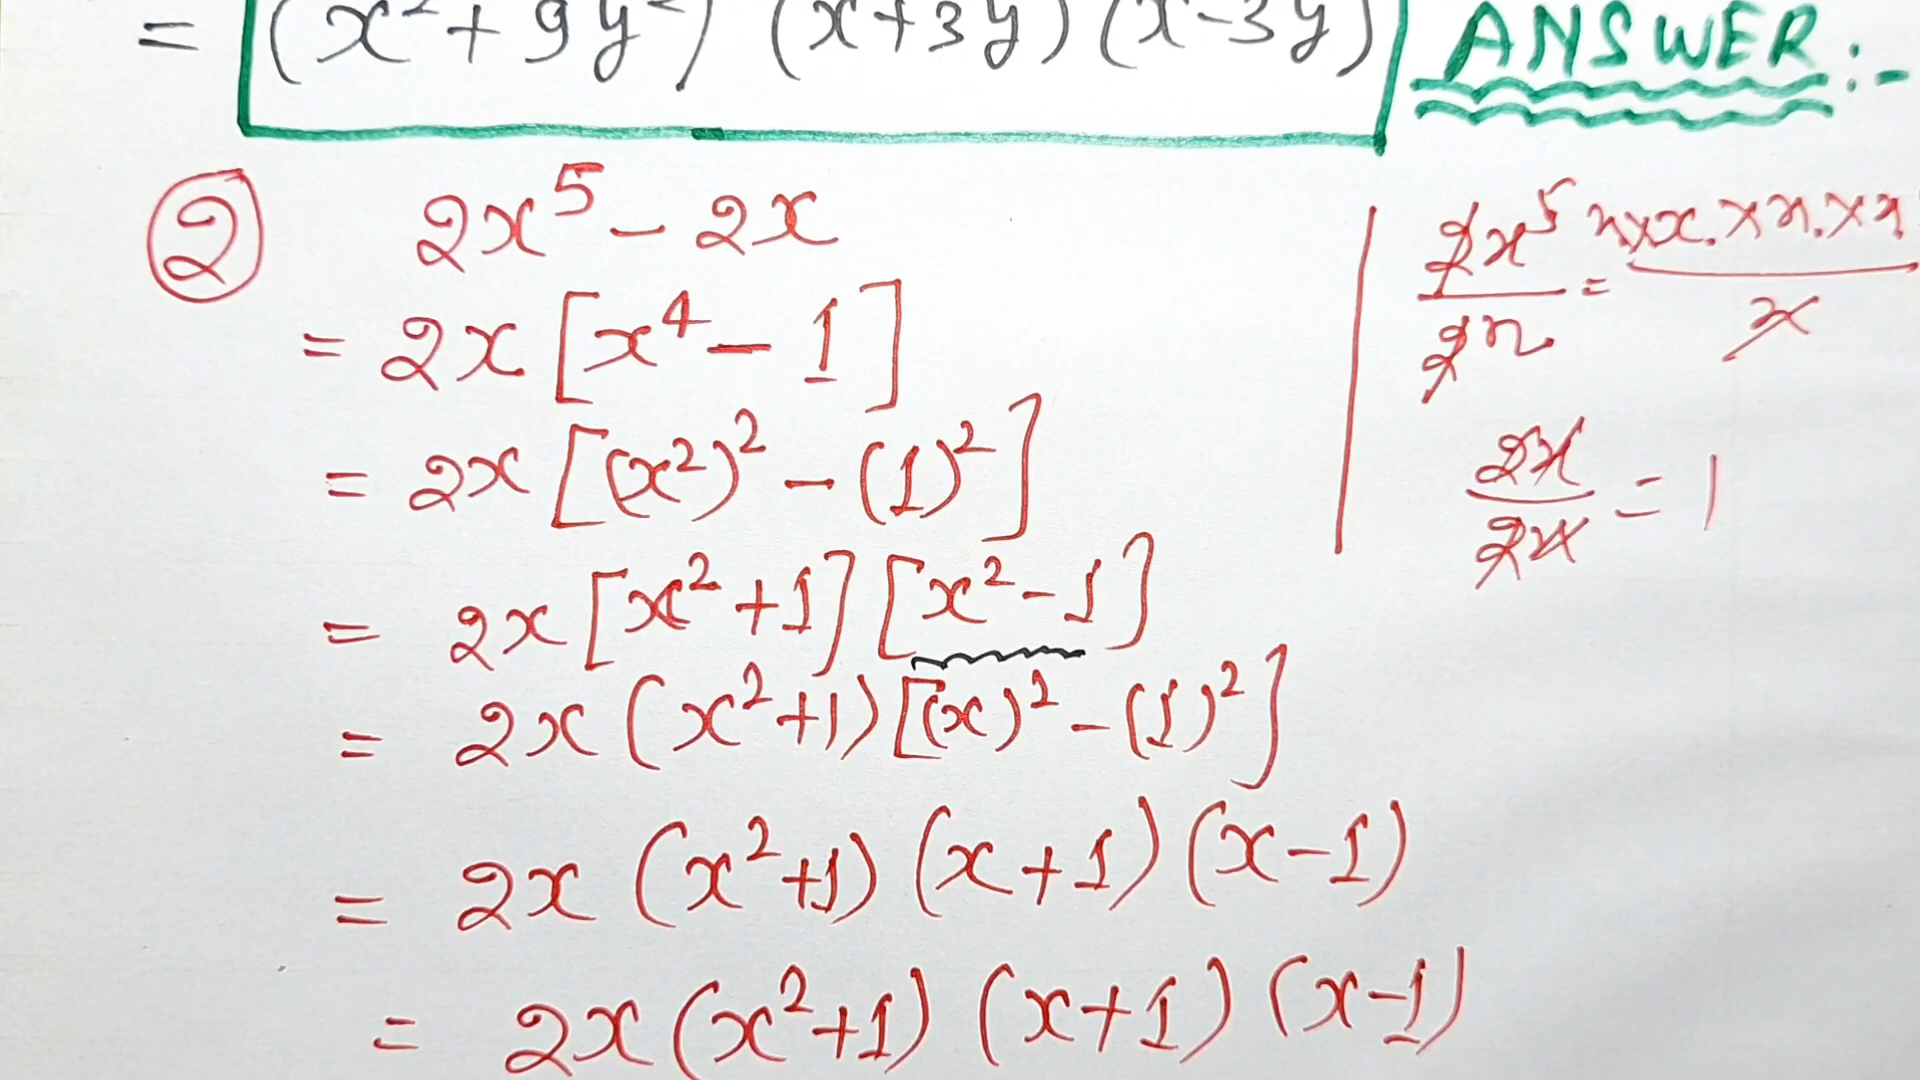 = (x²+9y²) (x+3y) (x-3y) ANSWER:-
② 2x⁵ - 2x
= 2x [x⁴ - 1]
= 2x [(x²)² - (1)²]
= 2x [x²+1] [x²-1]
= 2x (x²+1) [(x)² - (1)²]
= 2x (x²+1) (x+1) (x-1)
= 2x (x²+1) (x+1) (x-1)
2x⁵/2x = x.x.x.x.x/x
2x/2x = 1